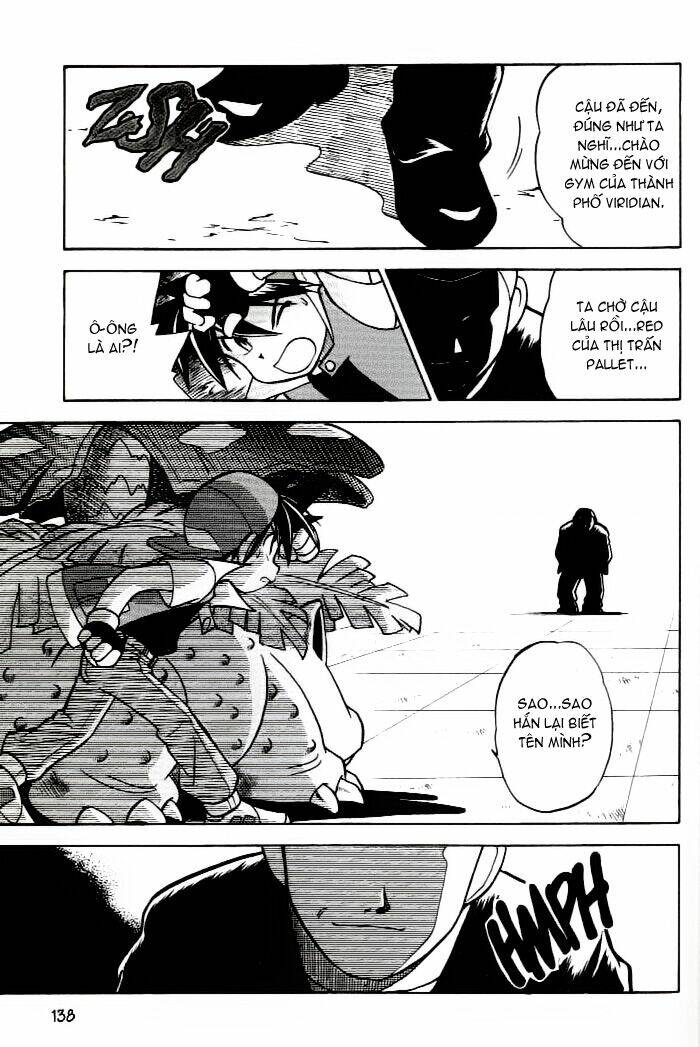 CẬU ĐÃ ĐẾN,
ĐÚNG NHƯ TA
NGHĨ...CHÀO
MỪNG ĐẾN VỚI
GYM CỦA THÀNH
PHỐ VIRIDIAN.
TA CHỜ CẬU
LÂU RỒI...RED
CỦA THỊ TRẤN
PALLET...
Ô-ÔNG
LÀ AI?!
SAO...SAO
HẮN LẠI BIẾT
TÊN MÌNH?
HMPH
138